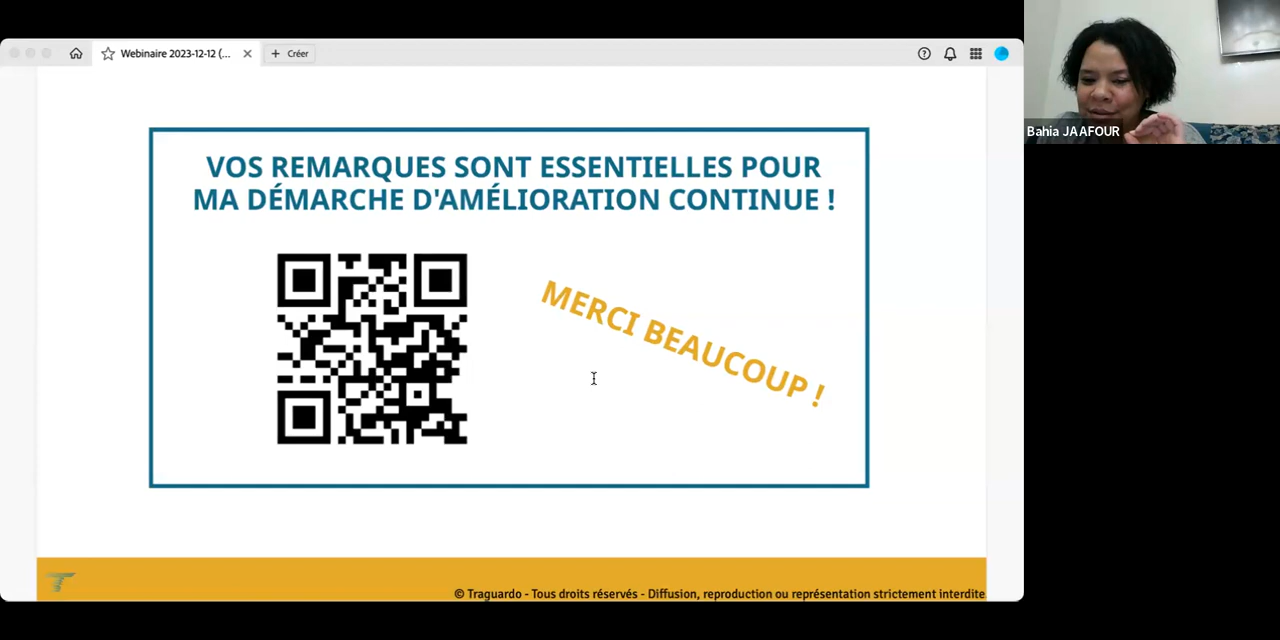 Webinaire 2023-12-12 (...
Créer
Bahia JAAFOUR
VOS REMARQUES SONT ESSENTIELLES POUR
MA DÉMARCHE D'AMÉLIORATION CONTINUE !
MERCI BEAUCOUP !
© Traguardo - Tous droits réservés - Diffusion, reproduction ou représentation strictement interdite